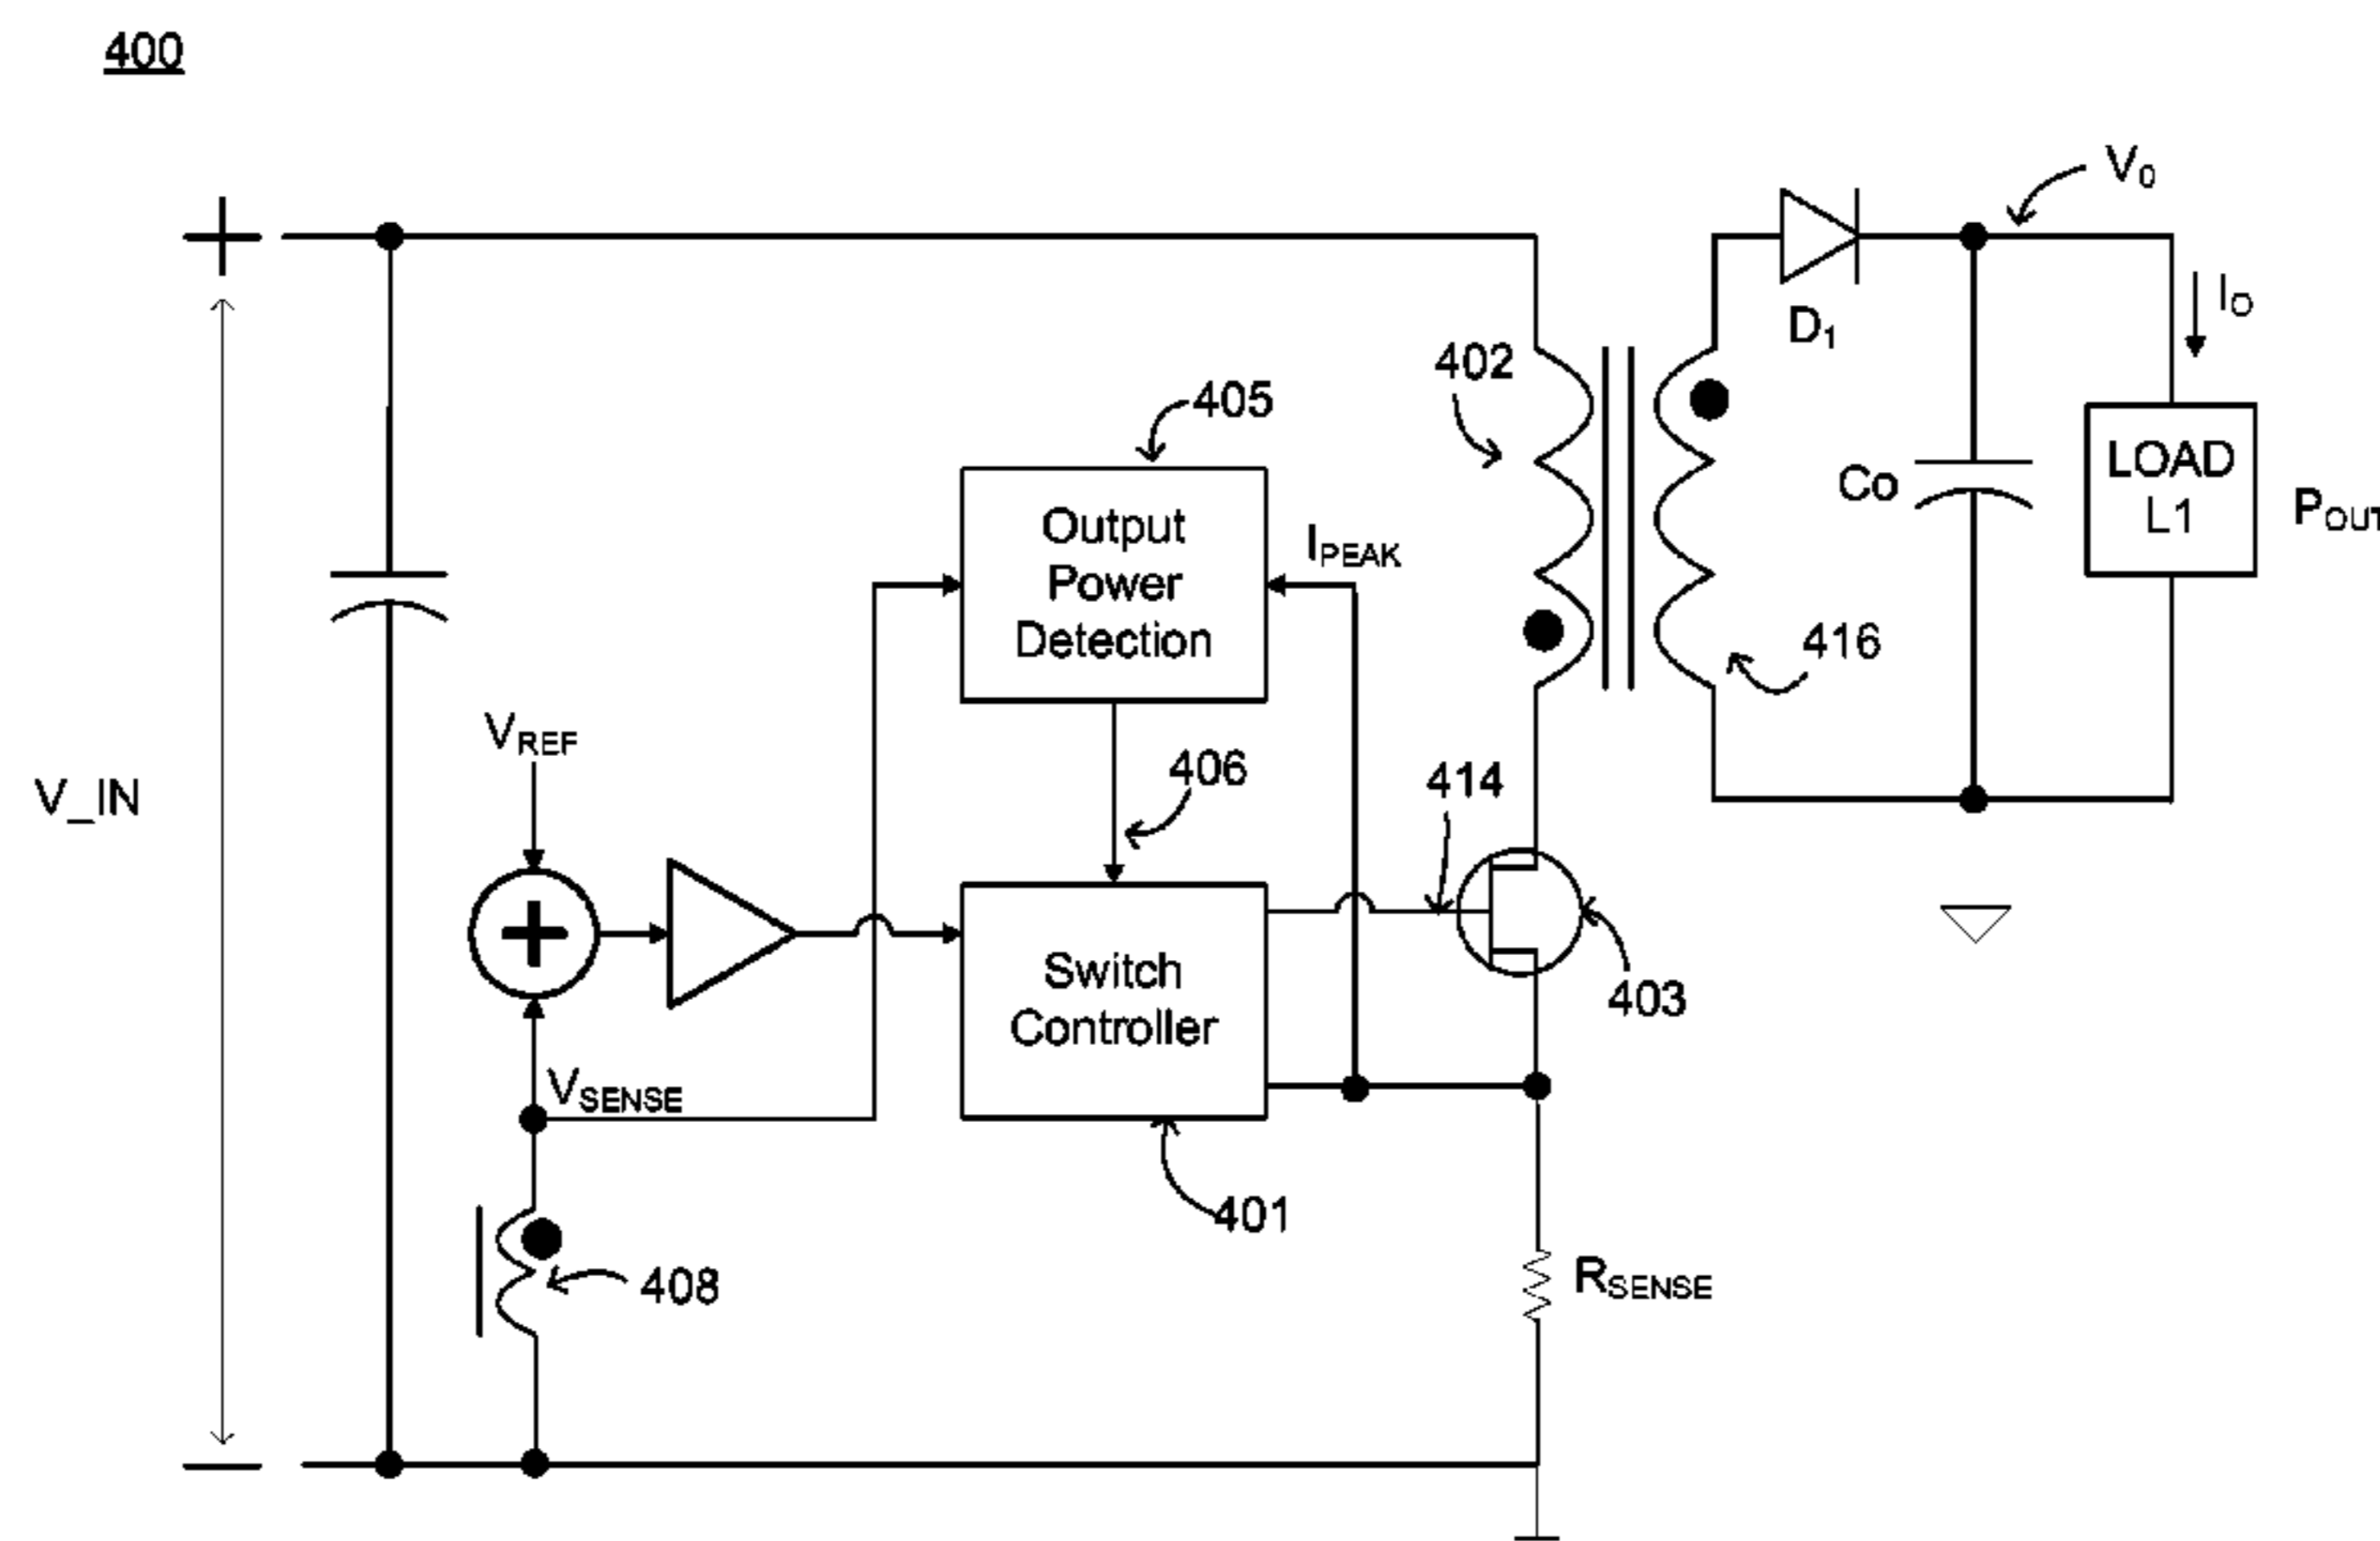 400
V0
IO
D1
402
405
LOAD
L1
Co
POUT
Output
Power
Detection
IPEAK
416
VREF
406
414
V_IN
Switch
Controller
403
VSENSE
401
408
RSENSE